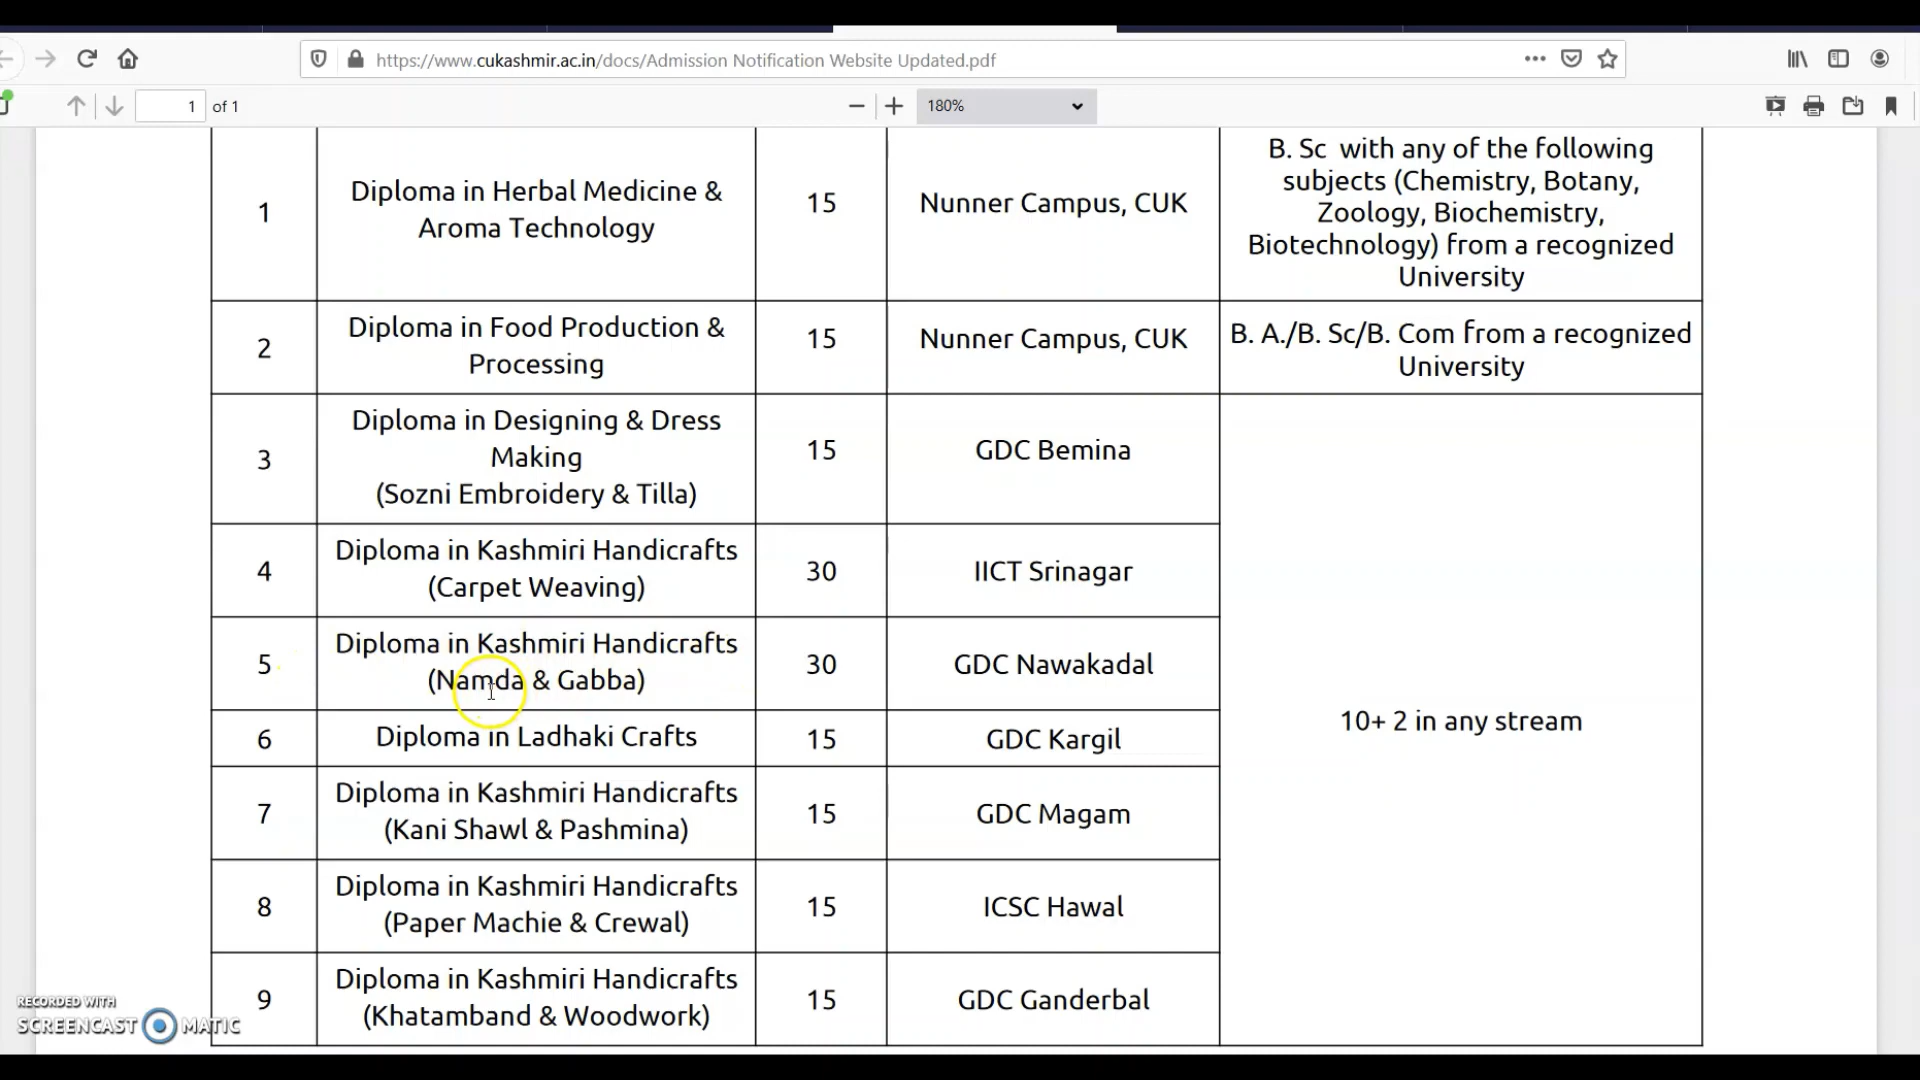 https://www.cukashmir.ac.in/docs/Admission Notification Website Updated.pdf
1 of 1
180%
1
Diploma in Herbal Medicine &
Aroma Technology
15
Nunner Campus, CUK
B. Sc with any of the following
subjects (Chemistry, Botany,
Zoology, Biochemistry,
Biotechnology) from a recognized
University
2
Diploma in Food Production &
Processing
15
Nunner Campus, CUK
B. A./B. Sc/B. Com from a recognized
University
3
Diploma in Designing & Dress
Making
(Sozni Embroidery & Tilla)
15
GDC Bemina
4
Diploma in Kashmiri Handicrafts
(Carpet Weaving)
30
IICT Srinagar
5
Diploma in Kashmiri Handicrafts
(Namda & Gabba)
30
GDC Nawakadal
6
Diploma in Ladhaki Crafts
15
GDC Kargil
10+ 2 in any stream
7
Diploma in Kashmiri Handicrafts
(Kani Shawl & Pashmina)
15
GDC Magam
8
Diploma in Kashmiri Handicrafts
(Paper Machie & Crewal)
15
ICSC Hawal
9
Diploma in Kashmiri Handicrafts
(Khatamband & Woodwork)
15
GDC Ganderbal
RECORDED WITH
SCREENCAST MATIC